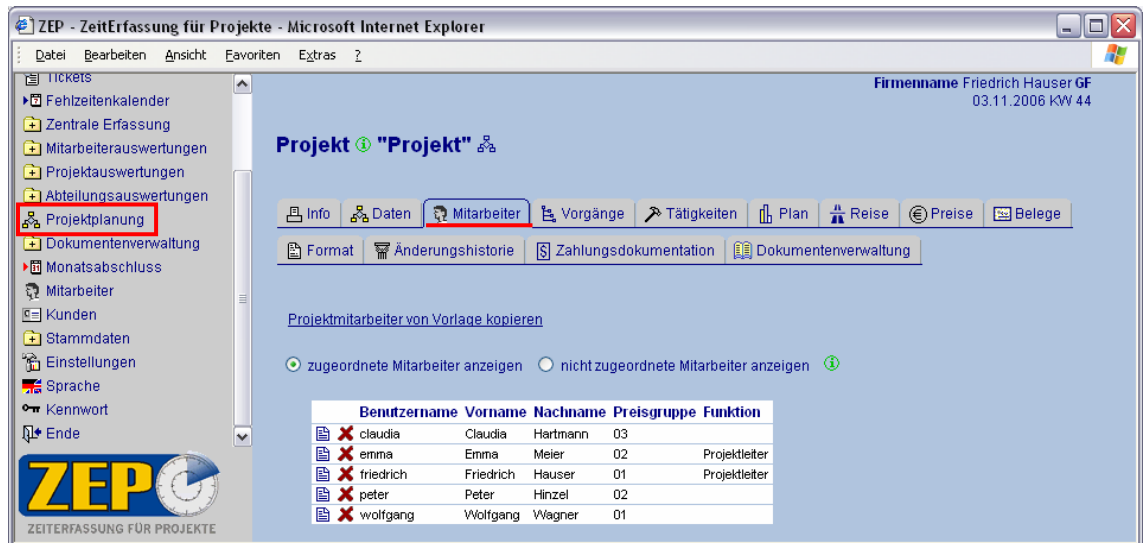 ZEP - ZeitErfassung für Projekte - Microsoft Internet Explorer
Datei Bearbeiten Ansicht Favoriten Extras ?
Tickets
Fehlzeitenkalender
Zentrale Erfassung
Mitarbeiterauswertungen
Projektauswertungen
Abteilungsauswertungen
Projektplanung
Dokumentenverwaltung
Monatsabschluss
Mitarbeiter
Kunden
Stammdaten
Einstellungen
Sprache
Kennwort
Ende
ZEP
ZEITERFASSUNG FÜR PROJEKTE
Firmenname Friedrich Hauser GF
03.11.2006 KW 44
Projekt "Projekt"
Info Daten Mitarbeiter Vorgänge Tätigkeiten Plan Reise Preise Belege
Format Änderungshistorie Zahlungsdokumentation Dokumentenverwaltung
Projektmitarbeiter von Vorlage kopieren
zugeordnete Mitarbeiter anzeigen nicht zugeordnete Mitarbeiter anzeigen
Benutzername Vorname Nachname Preisgruppe Funktion
claudia Claudia Hartmann 03
emma Emma Meier 02 Projektleiter
friedrich Friedrich Hauser 01 Projektleiter
peter Peter Hinzel 02
wolfgang Wolfgang Wagner 01